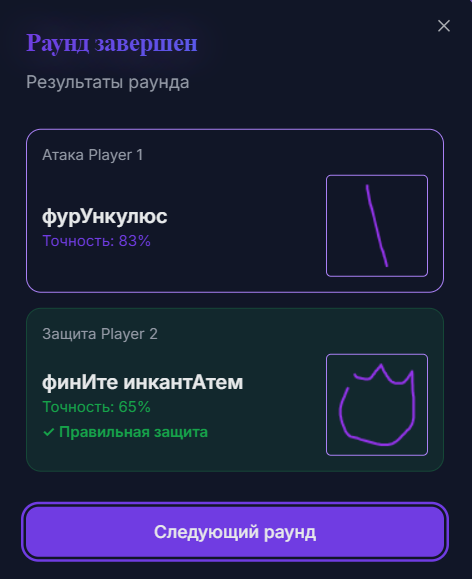 Раунд завершен
Результаты раунда
Атака Player 1
фурУнкулюс
Точность: 83%
Защита Player 2
финИте инкантАтем
Точность: 65%
✓ Правильная защита
Следующий раунд